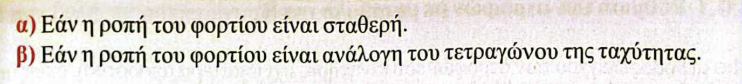 α) Εάν η ροπή του φορτίου είναι σταθερή.
β) Εάν η ροπή του φορτίου είναι ανάλογη του τετραγώνου της ταχύτητας.